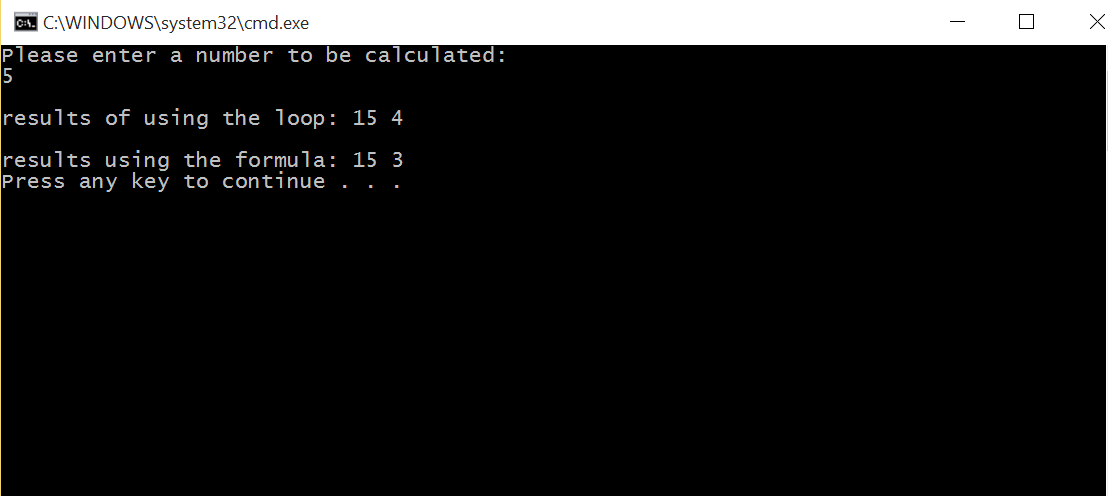 C:\WINDOWS\system32\cmd.exe
Please enter a number to be calculated:
5
results of using the loop: 15 4
results using the formula: 15 3
Press any key to continue . . .